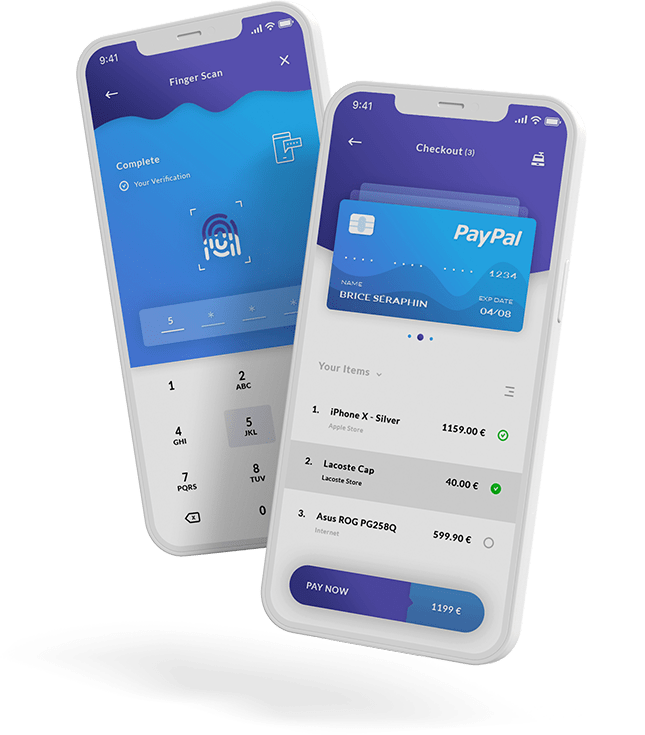 9:41
Finger Scan
Complete
Your Verification
5 * * *
1
2
ABC
4
GHI
5
JKL
7
PQRS
8
TUV
0
9:41
Checkout (3)
PayPal
1234
NAME
BRICE SERAPHIN
EXP DATE
04/08
Your Items
1. iPhone X - Silver 1159.00 €
Apple Store
2. Lacoste Cap 40.00 €
Lacoste Store
3. Asus ROG PG258Q 599.90 €
Internet
PAY NOW 1199 €